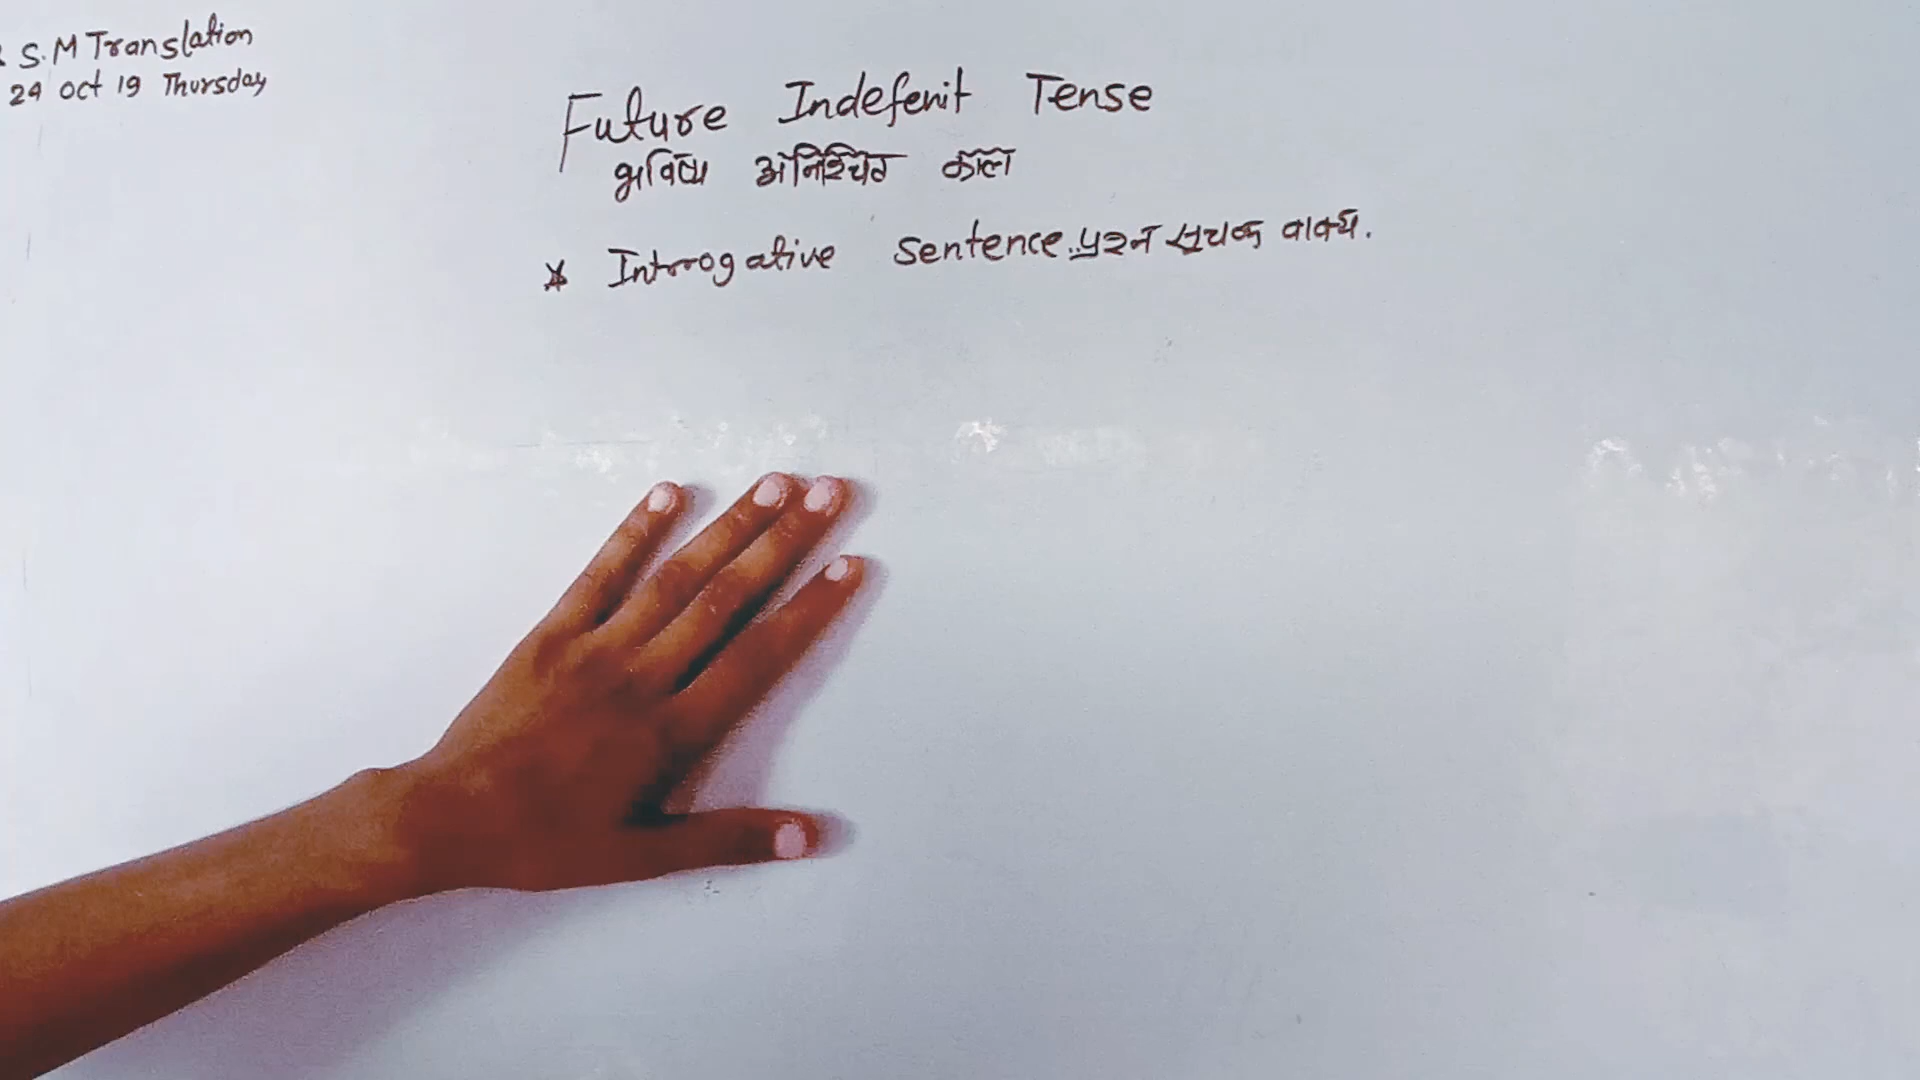 S.M Translation
24 Oct 19 Thursday
Future Indefenit Tense
भविष्य अनिश्चित काल
* Introgative Sentence.. प्रश्न सुचक वाक्य.